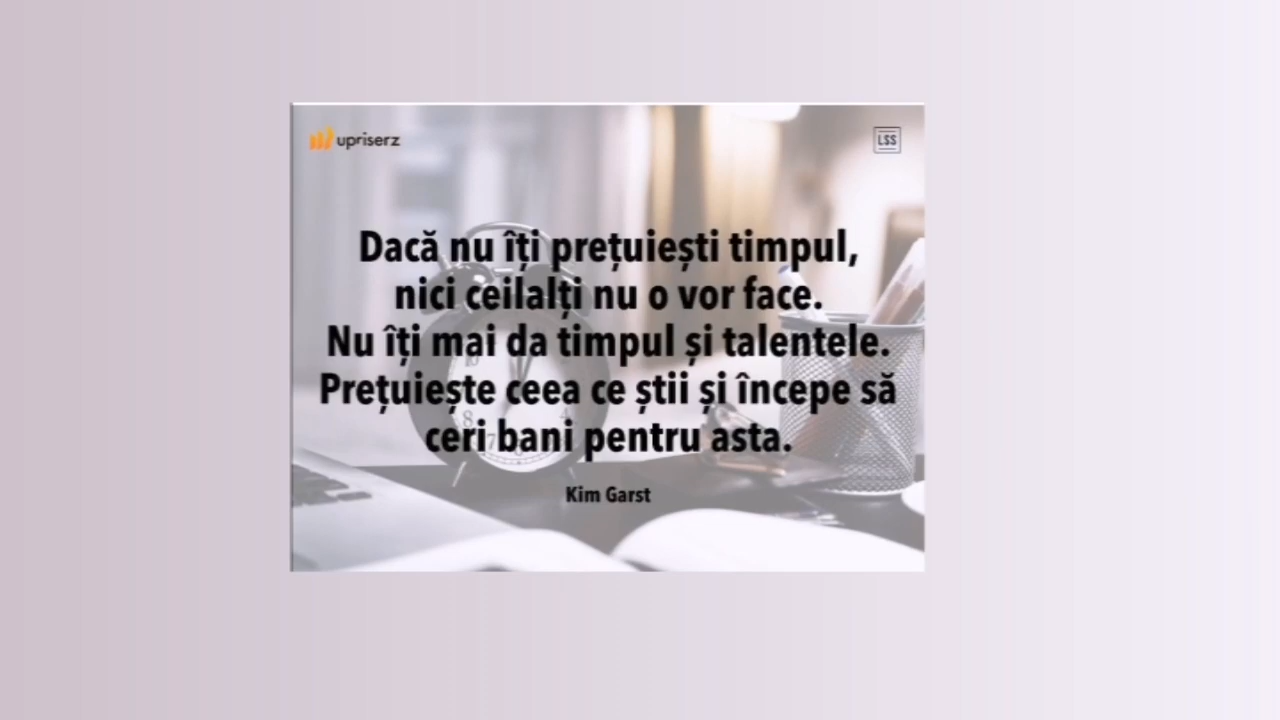 upriserz
LSS
Dacă nu îți prețuiești timpul,
nici ceilalți nu o vor face.
Nu îți mai da timpul și talentele.
Prețuiește ceea ce știi și începe să
ceri bani pentru asta.
Kim Garst